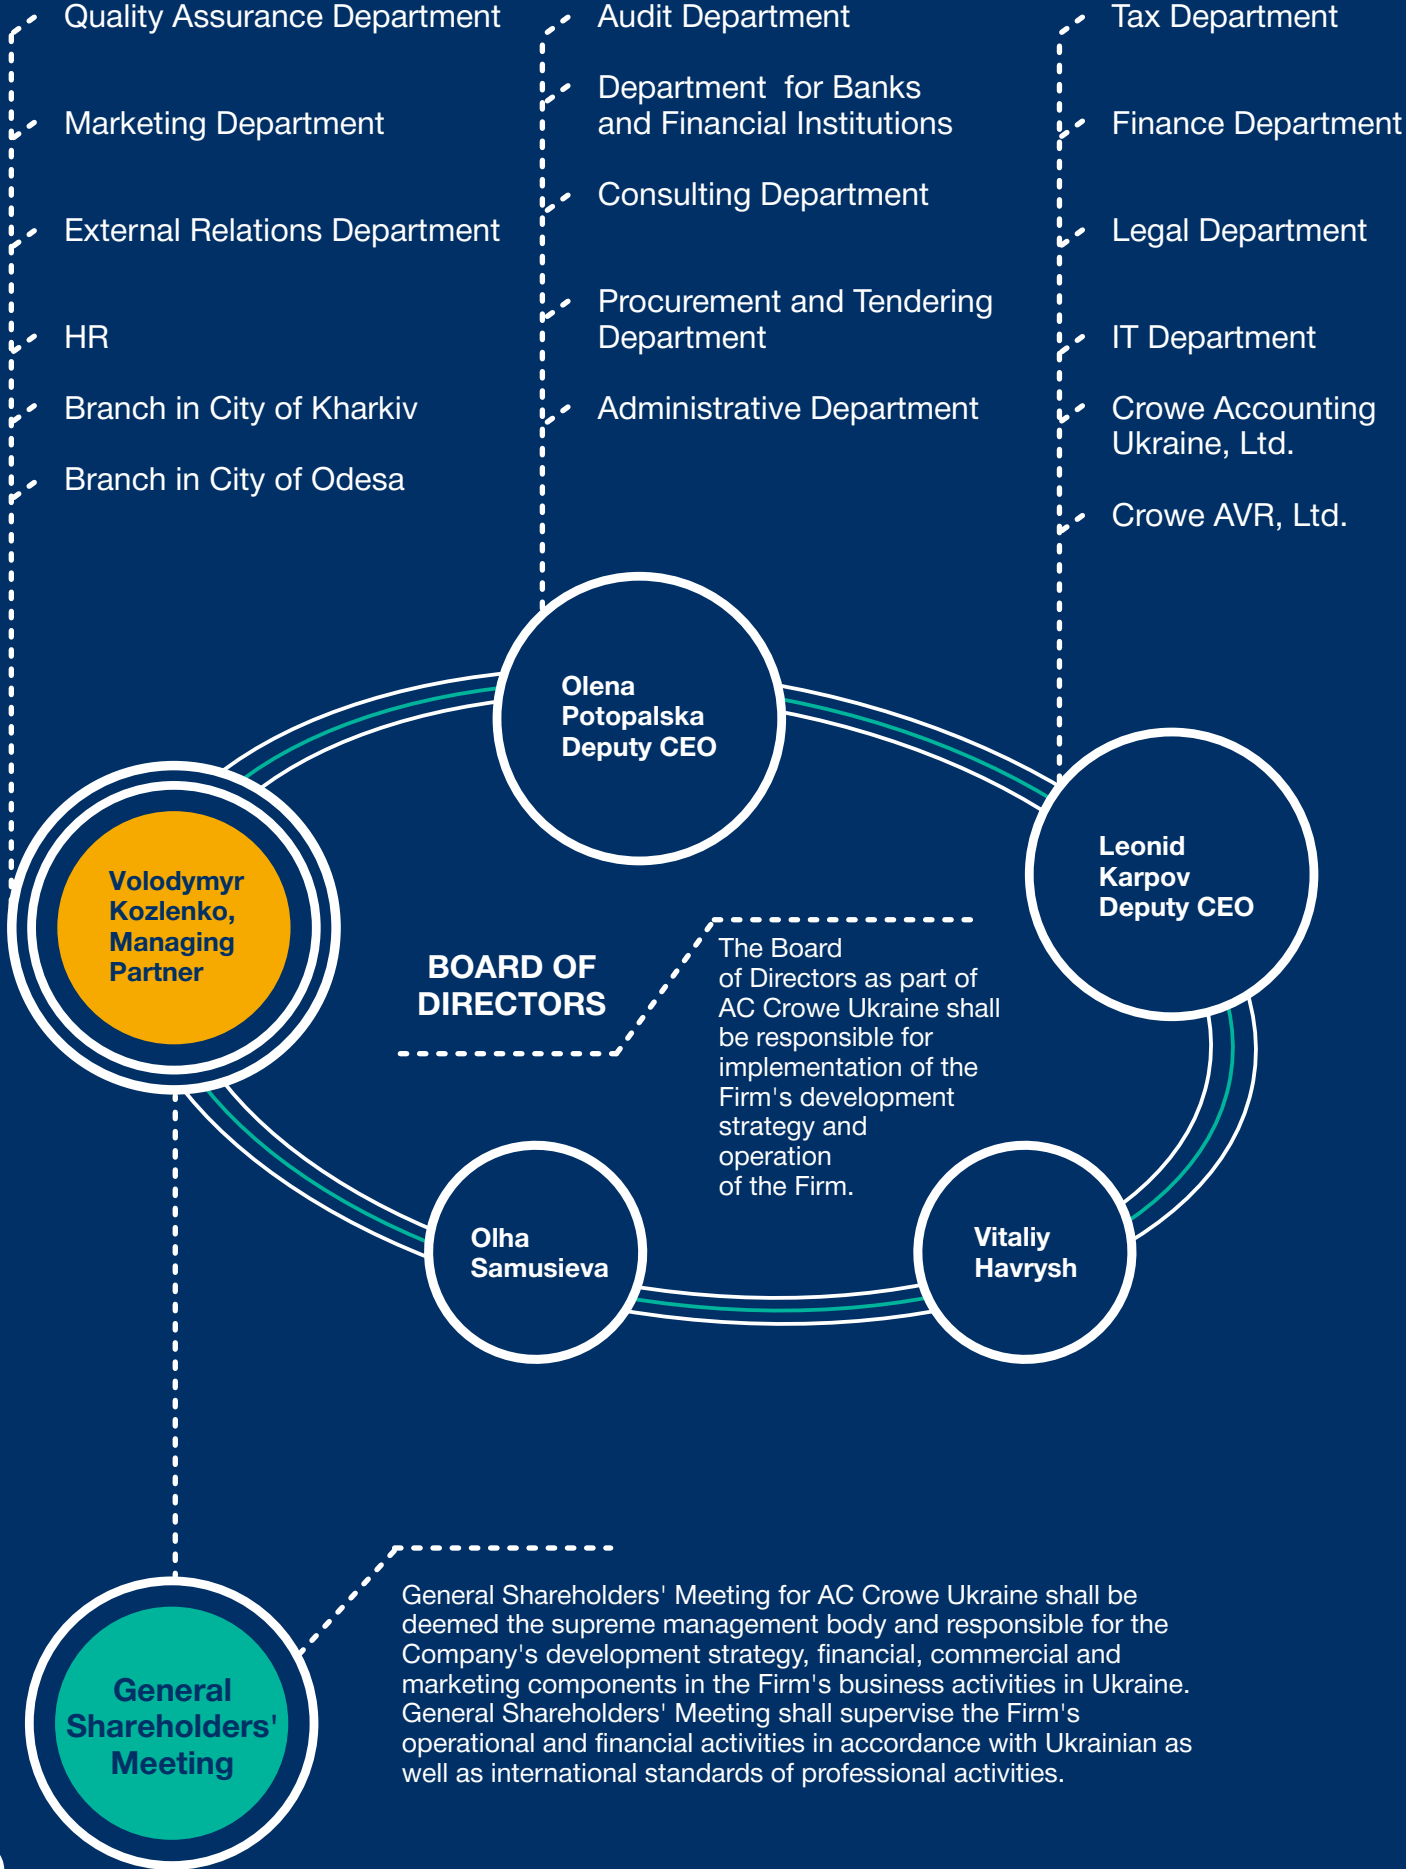 Quality Assurance Department
Marketing Department
External Relations Department
HR
Branch in City of Kharkiv
Branch in City of Odesa
Audit Department
Department for Banks
and Financial Institutions
Consulting Department
Procurement and Tendering
Department
Administrative Department
Tax Department
Finance Department
Legal Department
IT Department
Crowe Accounting
Ukraine, Ltd.
Crowe AVR, Ltd.
Olena
Potopalska
Deputy CEO
Leonid
Karpov
Deputy CEO
Volodymyr
Kozlenko,
Managing
Partner
BOARD OF
DIRECTORS
The Board
of Directors as part of
AC Crowe Ukraine shall
be responsible for
implementation of the
Firm's development
strategy and
operation
of the Firm.
Olha
Samusieva
Vitaliy
Havrysh
General
Shareholders'
Meeting
General Shareholders' Meeting for AC Crowe Ukraine shall be
deemed the supreme management body and responsible for the
Company's development strategy, financial, commercial and
marketing components in the Firm's business activities in Ukraine.
General Shareholders' Meeting shall supervise the Firm's
operational and financial activities in accordance with Ukrainian as
well as international standards of professional activities.